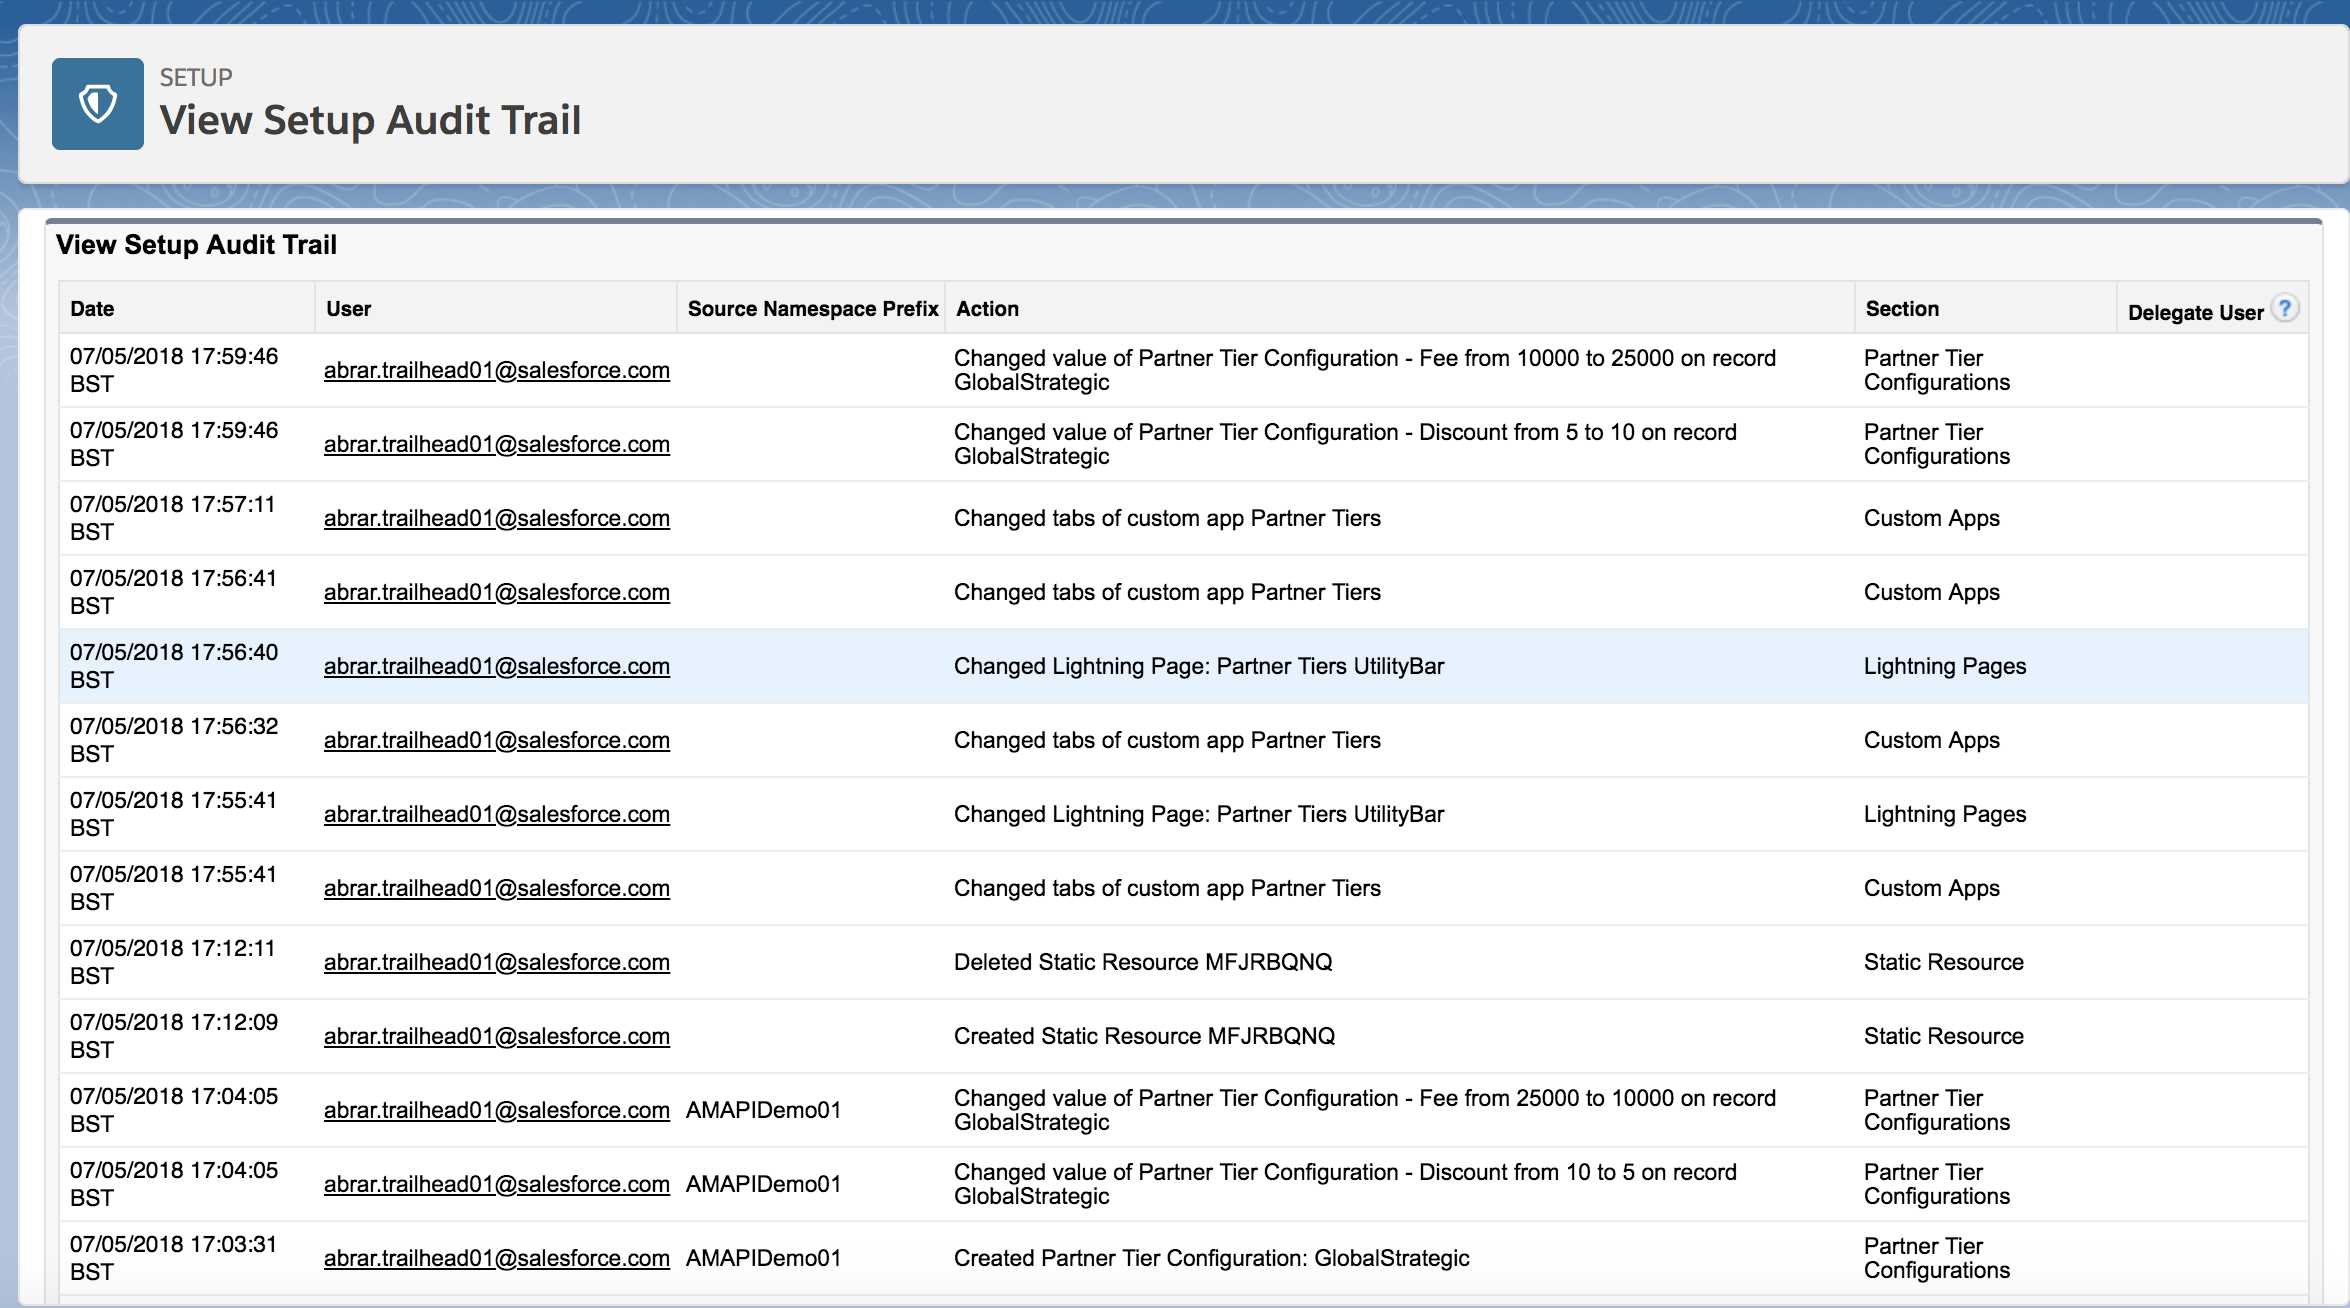 SETUP
View Setup Audit Trail
View Setup Audit Trail
Date User Source Namespace Prefix Action Section Delegate User ?
07/05/2018 17:59:46 BST abrar.trailhead01@salesforce.com Changed value of Partner Tier Configuration - Fee from 10000 to 25000 on record GlobalStrategic Partner Tier Configurations
07/05/2018 17:59:46 BST abrar.trailhead01@salesforce.com Changed value of Partner Tier Configuration - Discount from 5 to 10 on record GlobalStrategic Partner Tier Configurations
07/05/2018 17:57:11 BST abrar.trailhead01@salesforce.com Changed tabs of custom app Partner Tiers Custom Apps
07/05/2018 17:56:41 BST abrar.trailhead01@salesforce.com Changed tabs of custom app Partner Tiers Custom Apps
07/05/2018 17:56:40 BST abrar.trailhead01@salesforce.com Changed Lightning Page: Partner Tiers UtilityBar Lightning Pages
07/05/2018 17:56:32 BST abrar.trailhead01@salesforce.com Changed tabs of custom app Partner Tiers Custom Apps
07/05/2018 17:55:41 BST abrar.trailhead01@salesforce.com Changed Lightning Page: Partner Tiers UtilityBar Lightning Pages
07/05/2018 17:55:41 BST abrar.trailhead01@salesforce.com Changed tabs of custom app Partner Tiers Custom Apps
07/05/2018 17:12:11 BST abrar.trailhead01@salesforce.com Deleted Static Resource MFJRBQNQ Static Resource
07/05/2018 17:12:09 BST abrar.trailhead01@salesforce.com Created Static Resource MFJRBQNQ Static Resource
07/05/2018 17:04:05 BST abrar.trailhead01@salesforce.com AMAPIDemo01 Changed value of Partner Tier Configuration - Fee from 25000 to 10000 on record GlobalStrategic Partner Tier Configurations
07/05/2018 17:04:05 BST abrar.trailhead01@salesforce.com AMAPIDemo01 Changed value of Partner Tier Configuration - Discount from 10 to 5 on record GlobalStrategic Partner Tier Configurations
07/05/2018 17:03:31 BST abrar.trailhead01@salesforce.com AMAPIDemo01 Created Partner Tier Configuration: GlobalStrategic Partner Tier Configurations